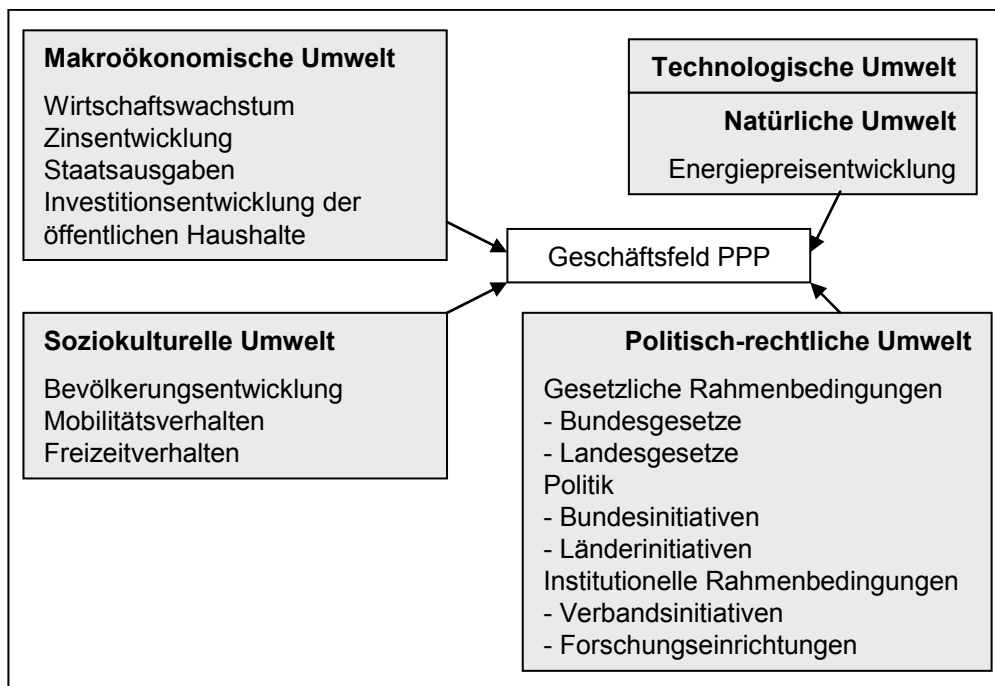 Makroökonomische Umwelt
Wirtschaftswachstum
Zinsentwicklung
Staatsausgaben
Investitionsentwicklung der
öffentlichen Haushalte
Technologische Umwelt
Natürliche Umwelt
Energiepreisentwicklung
Geschäftsfeld PPP
Soziokulturelle Umwelt
Bevölkerungsentwicklung
Mobilitätsverhalten
Freizeitverhalten
Politisch-rechtliche Umwelt
Gesetzliche Rahmenbedingungen
- Bundesgesetze
- Landesgesetze
Politik
- Bundesinitiativen
- Länderinitiativen
Institutionelle Rahmenbedingungen
- Verbandsinitiativen
- Forschungseinrichtungen